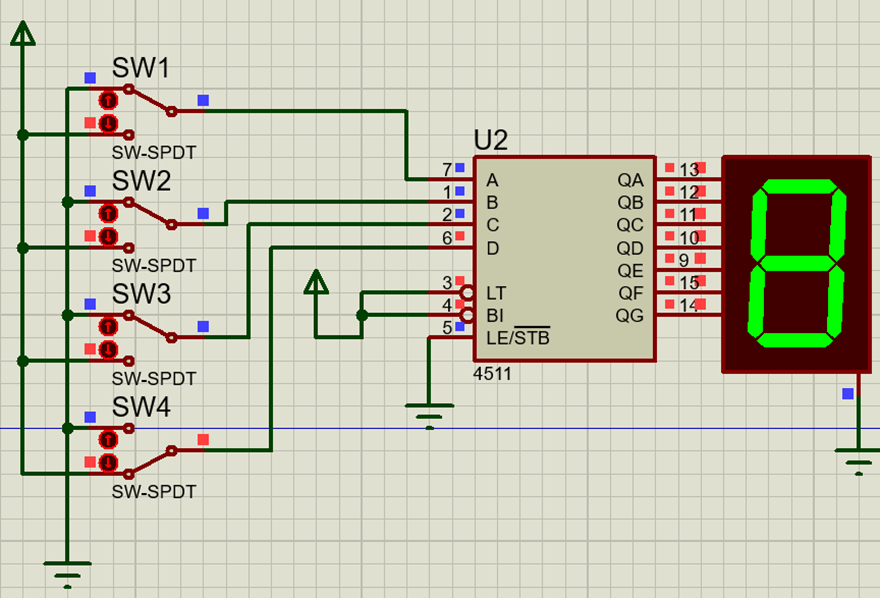 SW1
SW-SPDT
SW2
SW-SPDT
SW3
SW-SPDT
SW4
SW-SPDT
U2
7 A QA 13
1 B QB 12
2 C QC 11
6 D QD 10
QE 9
3 LT QF 15
4 BI QG 14
5 LE/STB
4511
8